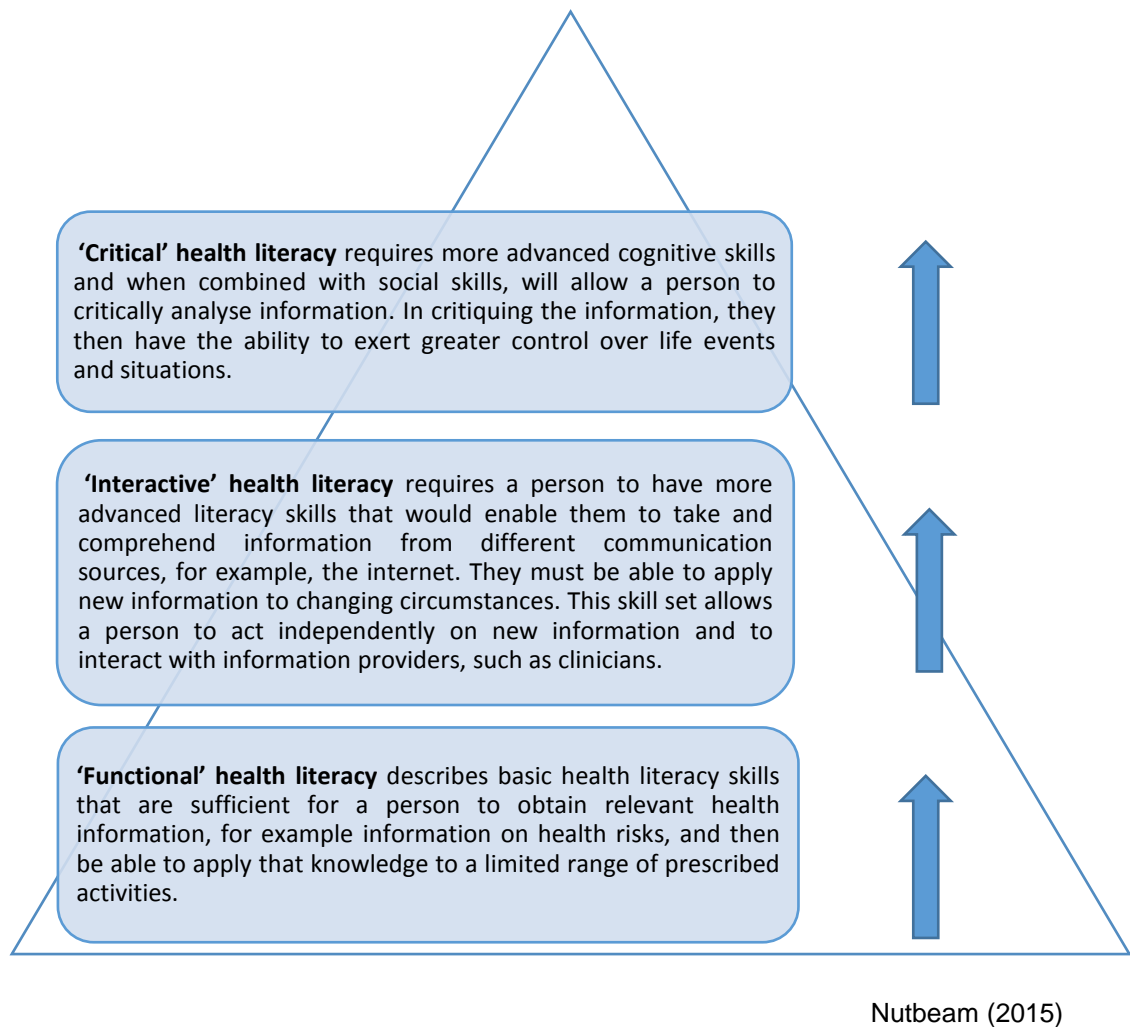 ‘Critical’ health literacy requires more advanced cognitive skills
and when combined with social skills, will allow a person to
critically analyse information. In critiquing the information, they
then have the ability to exert greater control over life events
and situations.
‘Interactive’ health literacy requires a person to have more
advanced literacy skills that would enable them to take and
comprehend information from different communication
sources, for example, the internet. They must be able to apply
new information to changing circumstances. This skill set allows
a person to act independently on new information and to
interact with information providers, such as clinicians.
‘Functional’ health literacy describes basic health literacy skills
that are sufficient for a person to obtain relevant health
information, for example information on health risks, and then
be able to apply that knowledge to a limited range of prescribed
activities.
Nutbeam (2015)